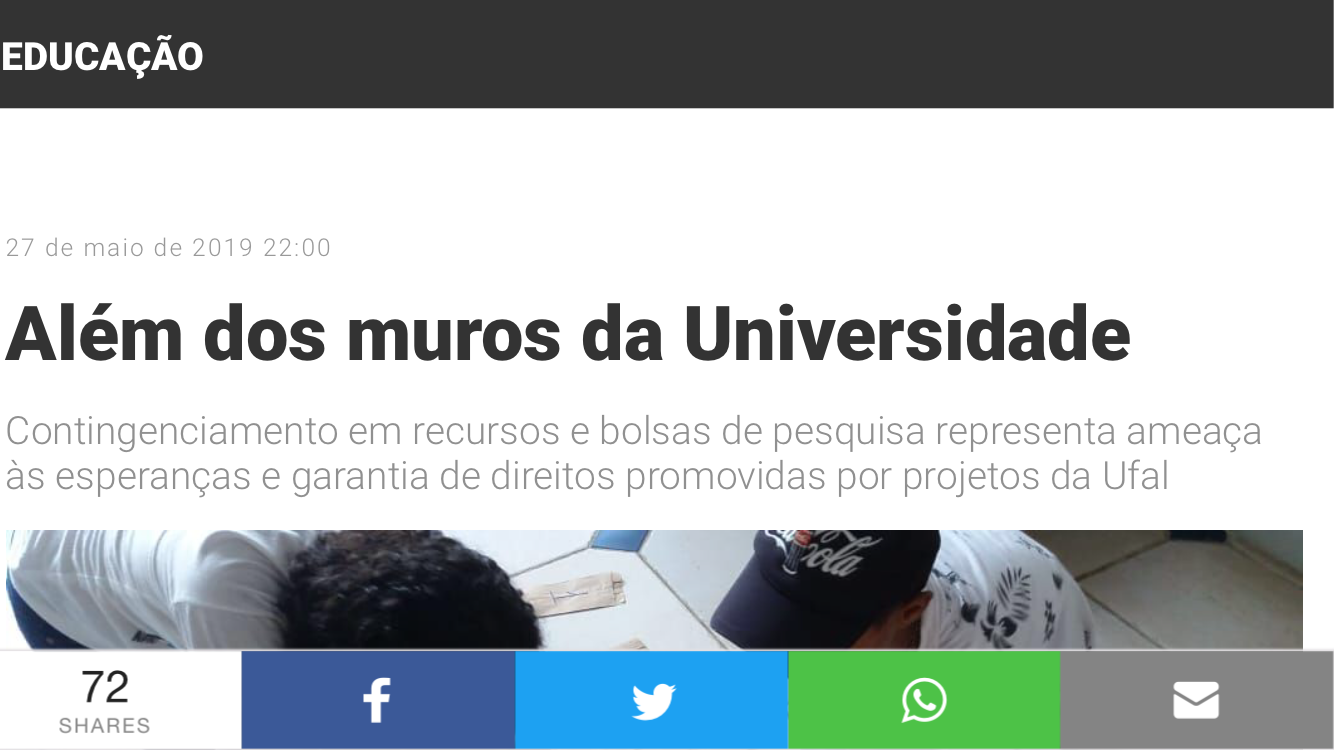 EDUCAÇÃO
27 de maio de 2019 22:00
Além dos muros da Universidade
Contingenciamento em recursos e bolsas de pesquisa representa ameaça
às esperanças e garantia de direitos promovidas por projetos da Ufal
cola
72
SHARES